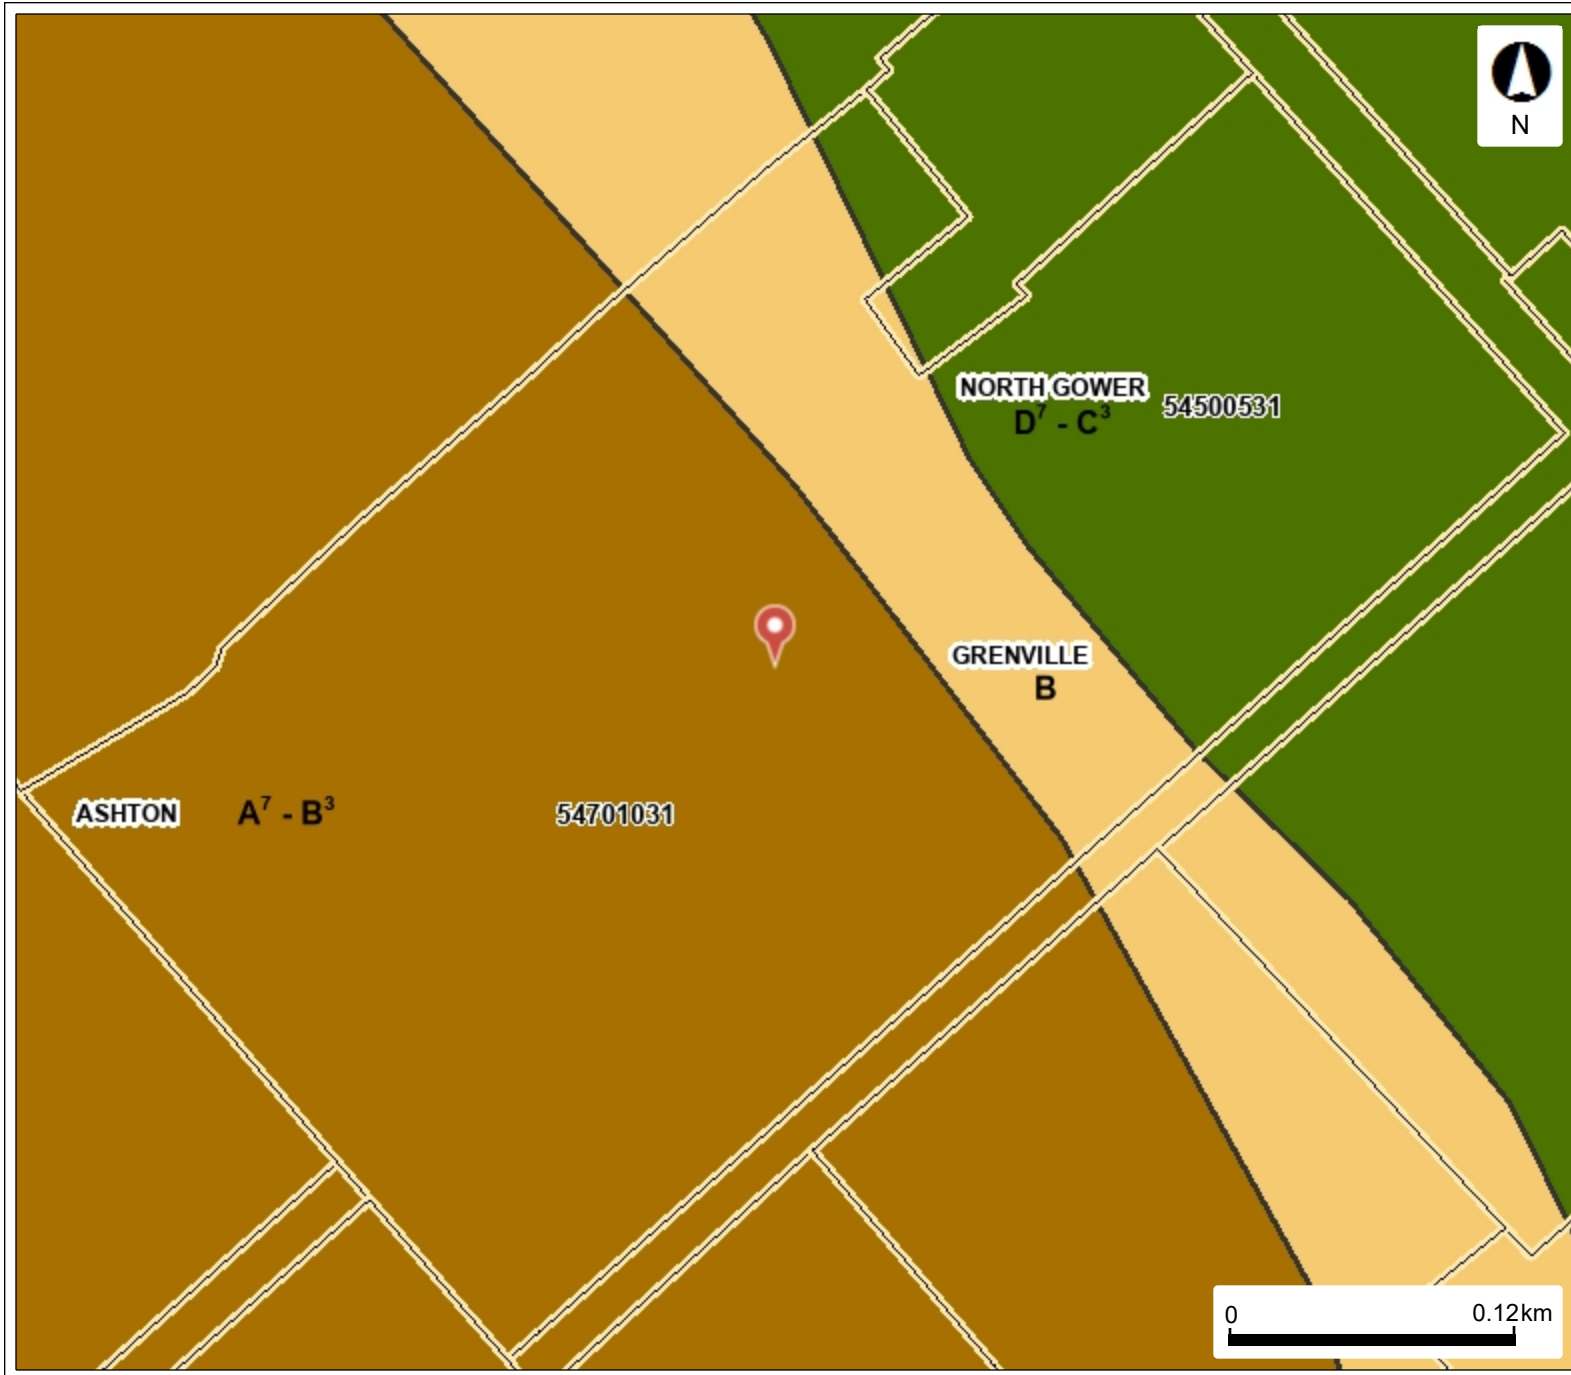 N
NORTH GOWER
D⁷ - C³
54500531
GRENVILLE
B
ASHTON
A⁷ - B³
54701031
0
0.12km